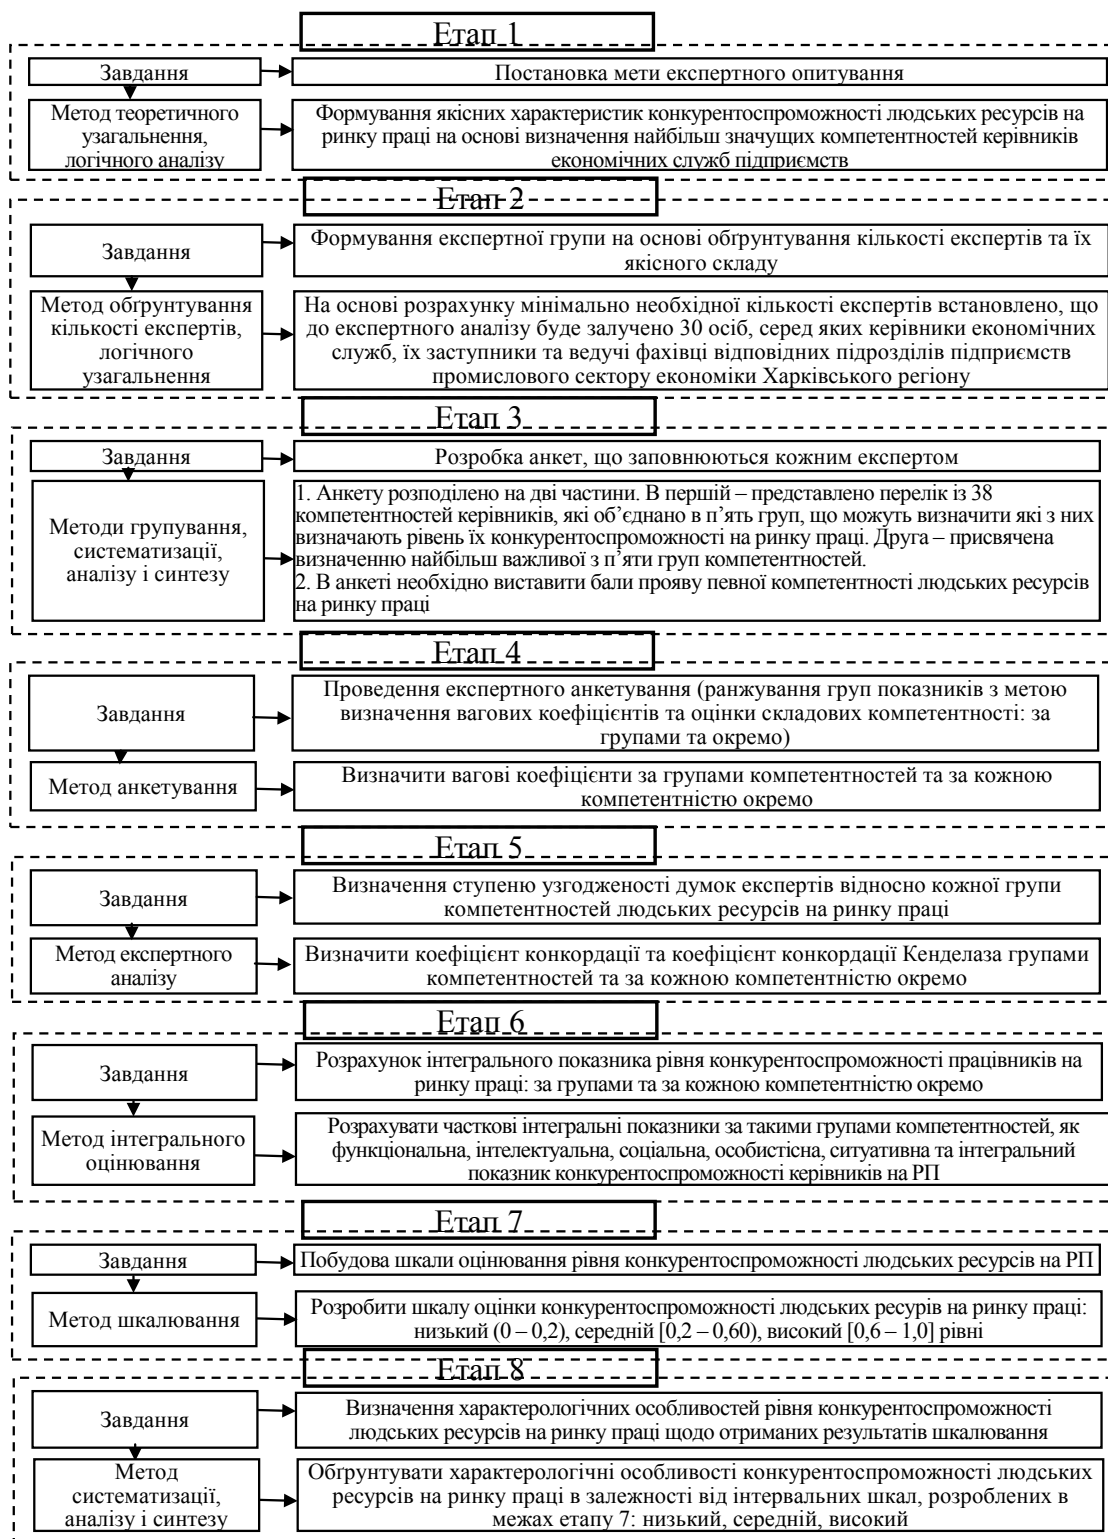 Етап 1
Завдання
Постановка мети експертного опитування
Метод теоретичного
узагальнення,
логічного аналізу
Формування якісних характеристик конкурентоспроможності людських ресурсів на
ринку праці на основі визначення найбільш значущих компетентностей керівників
економічних служб підприємств
Етап 2
Завдання
Формування експертної групи на основі обґрунтування кількості експертів та їх
якісного складу
Метод обґрунтування
кількості експертів,
логічного
узагальнення
На основі розрахунку мінімально необхідної кількості експертів встановлено, що
до експертного аналізу буде залучено 30 осіб, серед яких керівники економічних
служб, їх заступники та ведучі фахівці відповідних підрозділів підприємств
промислового сектору економіки Харківського регіону
Етап 3
Завдання
Розробка анкет, що заповнюються кожним експертом
Методи групування,
систематизації,
аналізу і синтезу
1. Анкету розподілено на дві частини. В першій – представлено перелік із 38
компетентностей керівників, які об’єднано в п’ять груп, що можуть визначити які з них
визначають рівень їх конкурентоспроможності на ринку праці. Друга – присвячена
визначенню найбільш важливої з п’яти груп компетентностей.
2. В анкеті необхідно виставити бали прояву певної компетентності людських ресурсів
на ринку праці
Етап 4
Завдання
Проведення експертного анкетування (ранжування груп показників з метою
визначення вагових коефіцієнтів та оцінки складових компетентності: за
групами та окремо)
Метод анкетування
Визначити вагові коефіцієнти за групами компетентностей та за кожною
компетентністю окремо
Етап 5
Завдання
Визначення ступеню узгодженості думок експертів відносно кожної групи
компетентностей людських ресурсів на ринку праці
Метод експертного
аналізу
Визначити коефіцієнт конкордації та коефіцієнт конкордації Кенделаза групами
компетентностей та за кожною компетентністю окремо
Етап 6
Завдання
Розрахунок інтегрального показника рівня конкурентоспроможності працівників на
ринку праці: за групами та за кожною компетентністю окремо
Метод інтегрального
оцінювання
Розрахувати часткові інтегральні показники за такими групами компетентностей, як
функціональна, інтелектуальна, соціальна, особистісна, ситуативна та інтегральний
показник конкурентоспроможності керівників на РП
Етап 7
Завдання
Побудова шкали оцінювання рівня конкурентоспроможності людських ресурсів на РП
Метод шкалювання
Розробити шкалу оцінки конкурентоспроможності людських ресурів на ринку праці:
низький (0 – 0,2), середній [0,2 – 0,60), високий [0,6 – 1,0] рівні
Етап 8
Завдання
Визначення характерологічних особливостей рівня конкурентоспроможності
людських ресурсів на ринку праці щодо отриманих результатів шкалювання
Метод
систематизації,
аналізу і синтезу
Обґрунтувати характерологічні особливості конкурентоспроможності людських
ресурсів на ринку праці в залежності від інтервальних шкал, розроблених в
межах етапу 7: низький, середній, високий